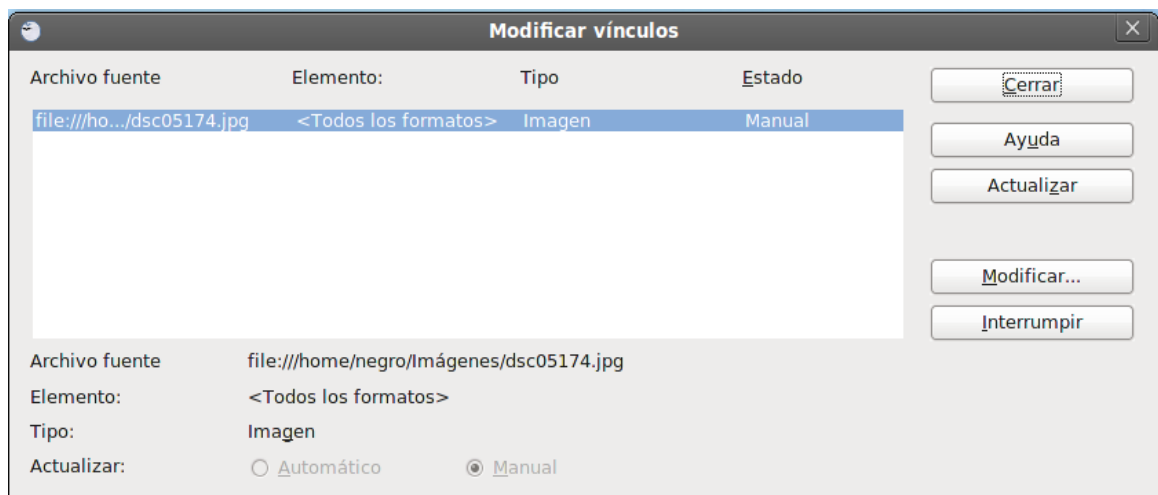 Modificar vínculos
Archivo fuente Elemento: Tipo Estado
file:///ho.../dsc05174.jpg <Todos los formatos> Imagen Manual
Cerrar
Ayuda
Actualizar
Modificar...
Interrumpir
Archivo fuente file:///home/negro/Imágenes/dsc05174.jpg
Elemento: <Todos los formatos>
Tipo: Imagen
Actualizar: Automático Manual